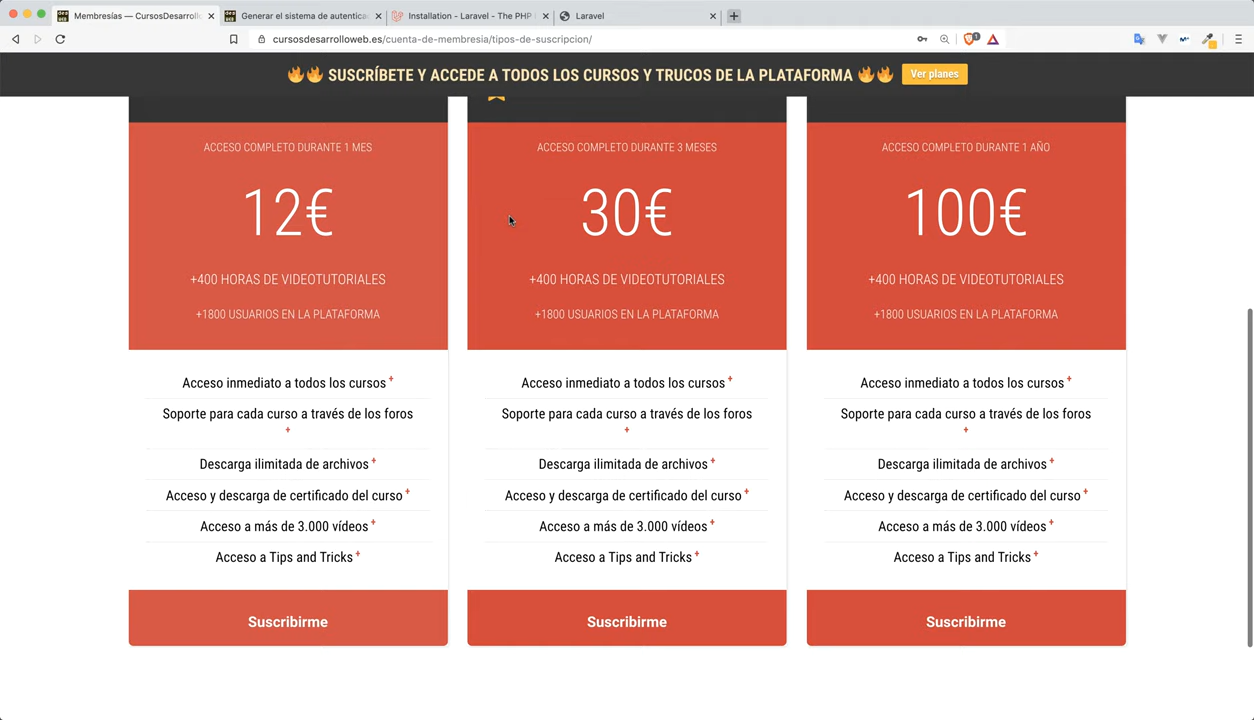 Membresías — CursosDesarroll
Generar el sistema de autentica
Installation - Laravel - The PHP
Laravel
cursosdesarrolloweb.es/cuenta-de-membresia/tipos-de-suscripcion/
SUSCRÍBETE Y ACCEDE A TODOS LOS CURSOS Y TRUCOS DE LA PLATAFORMA
Ver planes
ACCESO COMPLETO DURANTE 1 MES
12€
+400 HORAS DE VIDEOTUTORIALES
+1800 USUARIOS EN LA PLATAFORMA
Acceso inmediato a todos los cursos +
Soporte para cada curso a través de los foros
+
Descarga ilimitada de archivos +
Acceso y descarga de certificado del curso +
Acceso a más de 3.000 vídeos +
Acceso a Tips and Tricks +
Suscribirme
ACCESO COMPLETO DURANTE 3 MESES
30€
+400 HORAS DE VIDEOTUTORIALES
+1800 USUARIOS EN LA PLATAFORMA
Acceso inmediato a todos los cursos +
Soporte para cada curso a través de los foros
+
Descarga ilimitada de archivos +
Acceso y descarga de certificado del curso +
Acceso a más de 3.000 vídeos +
Acceso a Tips and Tricks +
Suscribirme
ACCESO COMPLETO DURANTE 1 AÑO
100€
+400 HORAS DE VIDEOTUTORIALES
+1800 USUARIOS EN LA PLATAFORMA
Acceso inmediato a todos los cursos +
Soporte para cada curso a través de los foros
+
Descarga ilimitada de archivos +
Acceso y descarga de certificado del curso +
Acceso a más de 3.000 vídeos +
Acceso a Tips and Tricks +
Suscribirme